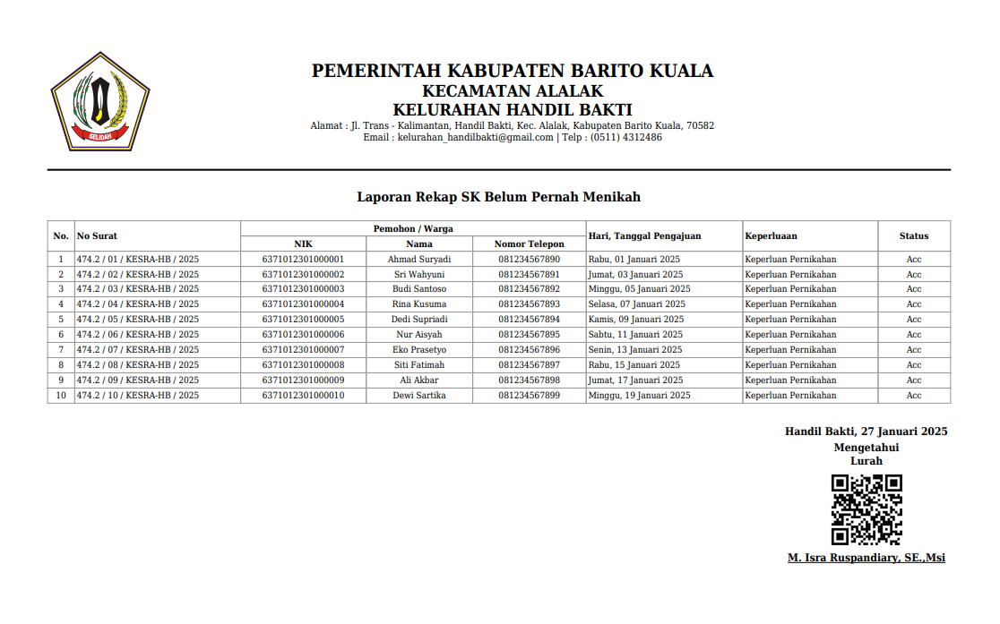 SELIDAH
PEMERINTAH KABUPATEN BARITO KUALA
KECAMATAN ALALAK
KELURAHAN HANDIL BAKTI
Alamat : Jl. Trans - Kalimantan, Handil Bakti, Kec. Alalak, Kabupaten Barito Kuala, 70582
Email : kelurahan_handilbakti@gmail.com | Telp : (0511) 4312486
Laporan Rekap SK Belum Pernah Menikah
No. No Surat Pemohon / Warga Hari, Tanggal Pengajuan Keperluaan Status
NIK Nama Nomor Telepon
1 474.2 / 01 / KESRA-HB / 2025 6371012301000001 Ahmad Suryadi 081234567890 Rabu, 01 Januari 2025 Keperluan Pernikahan Acc
2 474.2 / 02 / KESRA-HB / 2025 6371012301000002 Sri Wahyuni 081234567891 Jumat, 03 Januari 2025 Keperluan Pernikahan Acc
3 474.2 / 03 / KESRA-HB / 2025 6371012301000003 Budi Santoso 081234567892 Minggu, 05 Januari 2025 Keperluan Pernikahan Acc
4 474.2 / 04 / KESRA-HB / 2025 6371012301000004 Rina Kusuma 081234567893 Selasa, 07 Januari 2025 Keperluan Pernikahan Acc
5 474.2 / 05 / KESRA-HB / 2025 6371012301000005 Dedi Supriadi 081234567894 Kamis, 09 Januari 2025 Keperluan Pernikahan Acc
6 474.2 / 06 / KESRA-HB / 2025 6371012301000006 Nur Aisyah 081234567895 Sabtu, 11 Januari 2025 Keperluan Pernikahan Acc
7 474.2 / 07 / KESRA-HB / 2025 6371012301000007 Eko Prasetyo 081234567896 Senin, 13 Januari 2025 Keperluan Pernikahan Acc
8 474.2 / 08 / KESRA-HB / 2025 6371012301000008 Siti Fatimah 081234567897 Rabu, 15 Januari 2025 Keperluan Pernikahan Acc
9 474.2 / 09 / KESRA-HB / 2025 6371012301000009 Ali Akbar 081234567898 Jumat, 17 Januari 2025 Keperluan Pernikahan Acc
10 474.2 / 10 / KESRA-HB / 2025 6371012301000010 Dewi Sartika 081234567899 Minggu, 19 Januari 2025 Keperluan Pernikahan Acc
Handil Bakti, 27 Januari 2025
Mengetahui
Lurah
M. Isra Ruspandiary, SE.,Msi